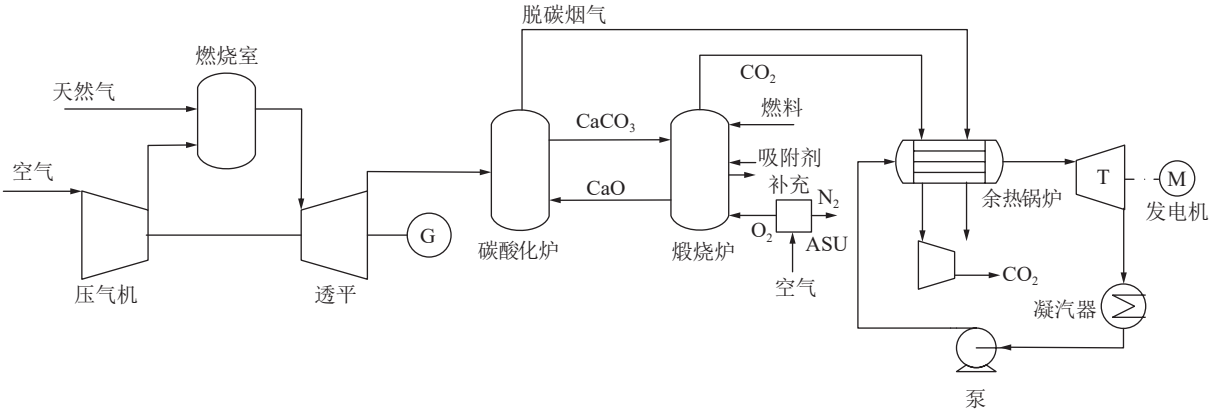 脱碳烟气
燃烧室
天然气
空气
压气机
透平
G
碳酸化炉
CaCO₃
CaO
CO₂
燃料
吸附剂
补充
N₂
O₂
ASU
空气
煅烧炉
余热锅炉
T
M
发电机
CO₂
凝汽器
泵